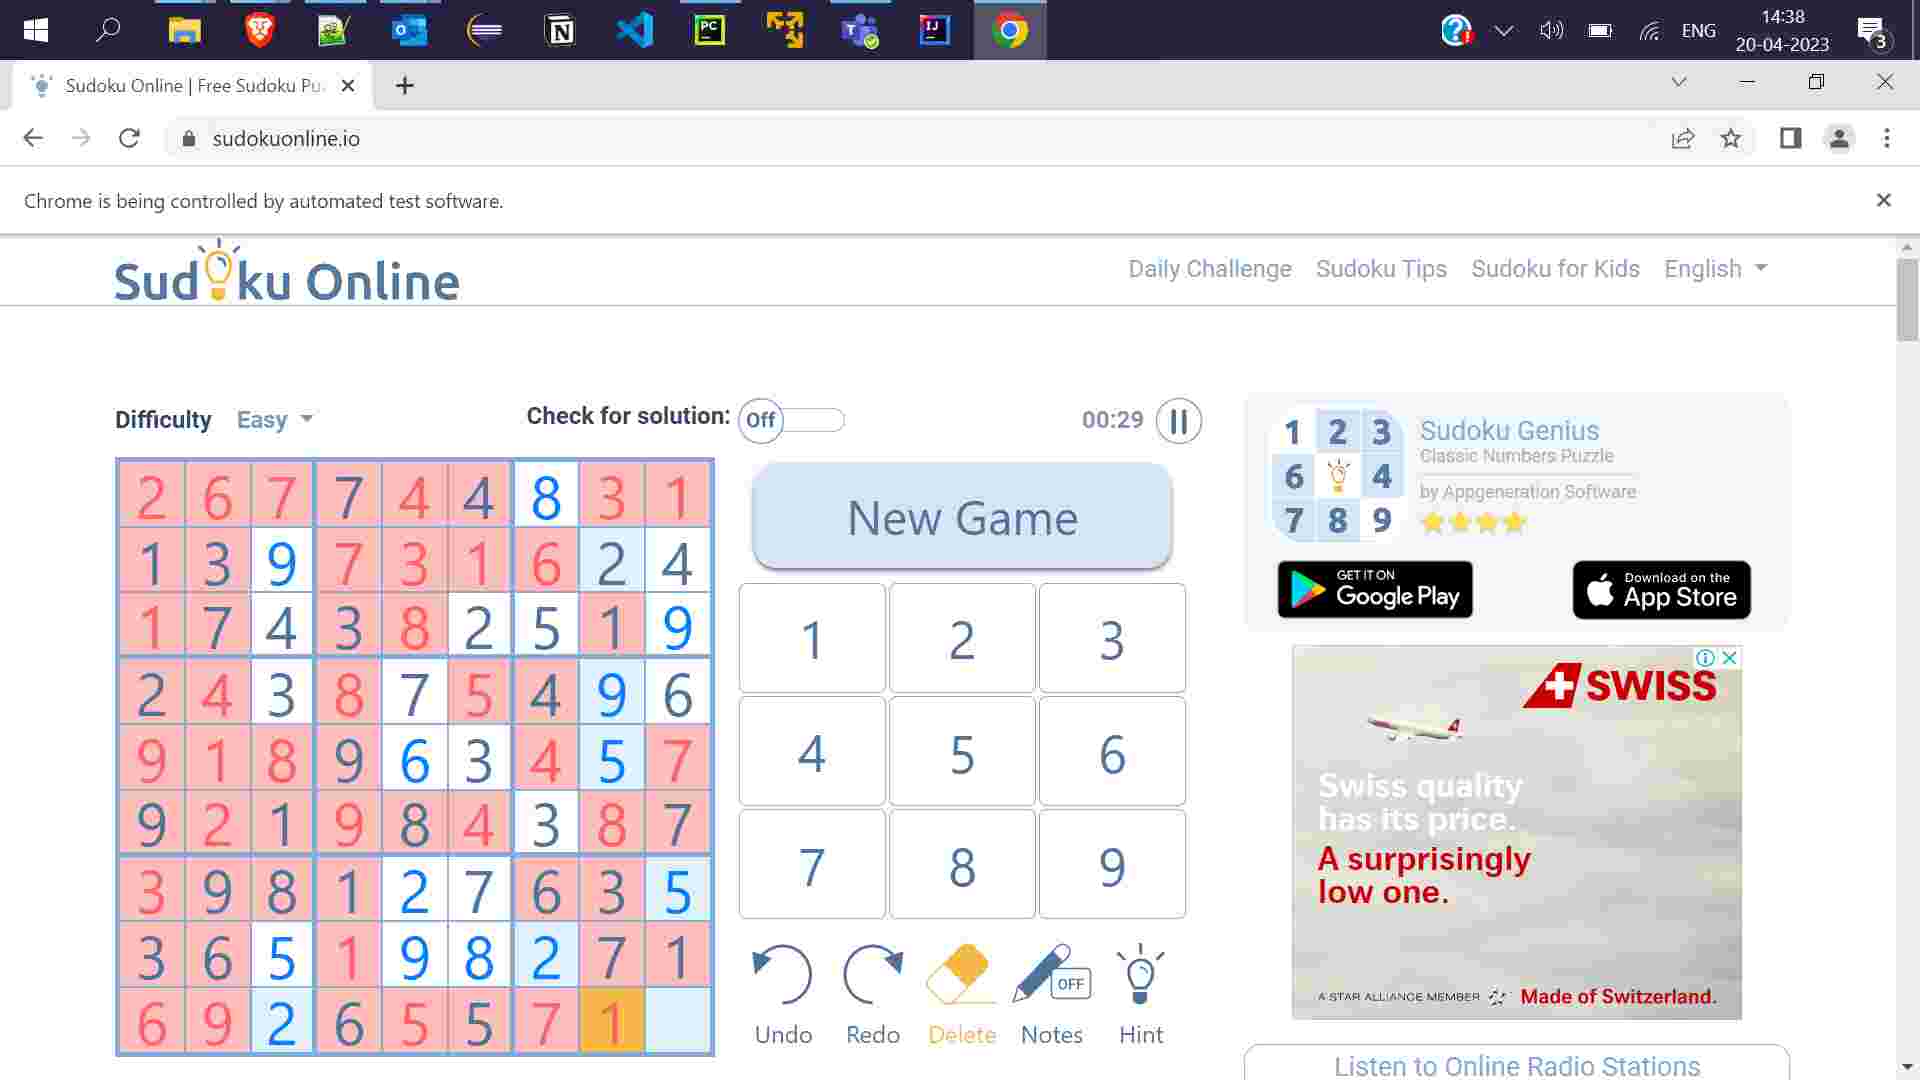 PC
IJ
ENG
14:38
20-04-2023
3
Sudoku Online | Free Sudoku Pu
sudokuonline.io
Chrome is being controlled by automated test software.
Sudoku Online
Daily Challenge Sudoku Tips Sudoku for Kids English
Difficulty Easy
Check for solution: Off
00:29
2 6 7 7 4 4 8 3 1
1 3 9 7 3 1 6 2 4
1 7 4 3 8 2 5 1 9
2 4 3 8 7 5 4 9 6
9 1 8 9 6 3 4 5 7
9 2 1 9 8 4 3 8 7
3 9 8 1 2 7 6 3 5
3 6 5 1 9 8 2 7 1
6 9 2 6 5 5 7 1
New Game
1 2 3
4 5 6
7 8 9
OFF
Undo Redo Delete Notes Hint
1 2 3
6 4
7 8 9
Sudoku Genius
Classic Numbers Puzzle
by Appgeneration Software
GET IT ON
Google Play
Download on the
App Store
SWISS
Swiss quality
has its price.
A surprisingly
low one.
A STAR ALLIANCE MEMBER
Made of Switzerland.
Listen to Online Radio Stations